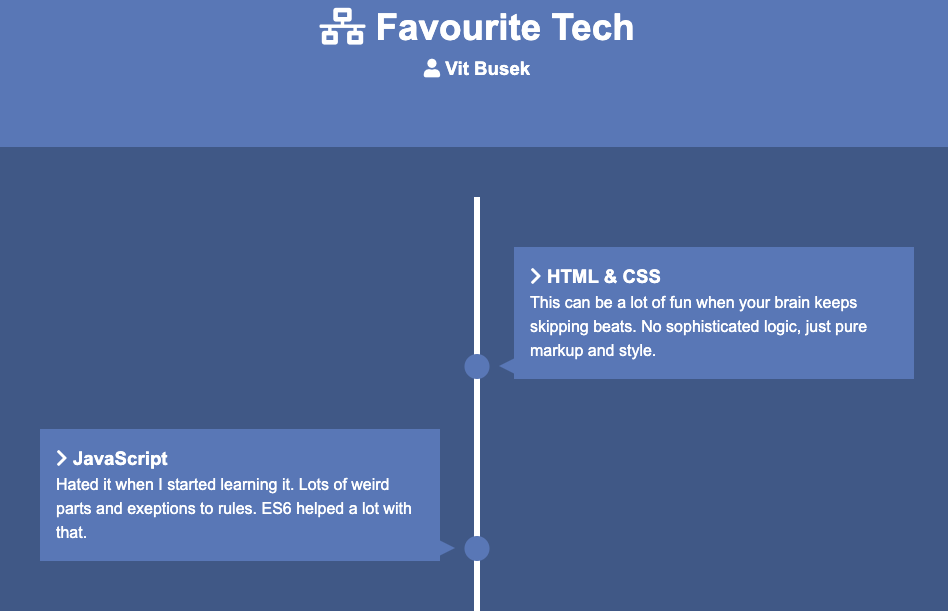 Favourite Tech
Vit Busek
HTML & CSS
This can be a lot of fun when your brain keeps
skipping beats. No sophisticated logic, just pure
markup and style.
JavaScript
Hated it when I started learning it. Lots of weird
parts and exeptions to rules. ES6 helped a lot with
that.